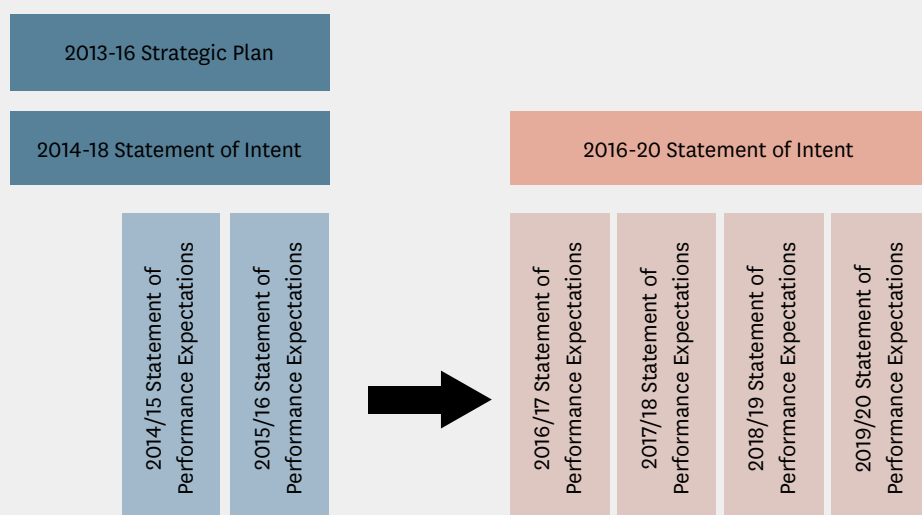 2013-16 Strategic Plan
2014-18 Statement of Intent
2016-20 Statement of Intent
2014/15 Statement of
Performance Expectations
2015/16 Statement of
Performance Expectations
2016/17 Statement of
Performance Expectations
2017/18 Statement of
Performance Expectations
2018/19 Statement of
Performance Expectations
2019/20 Statement of
Performance Expectations